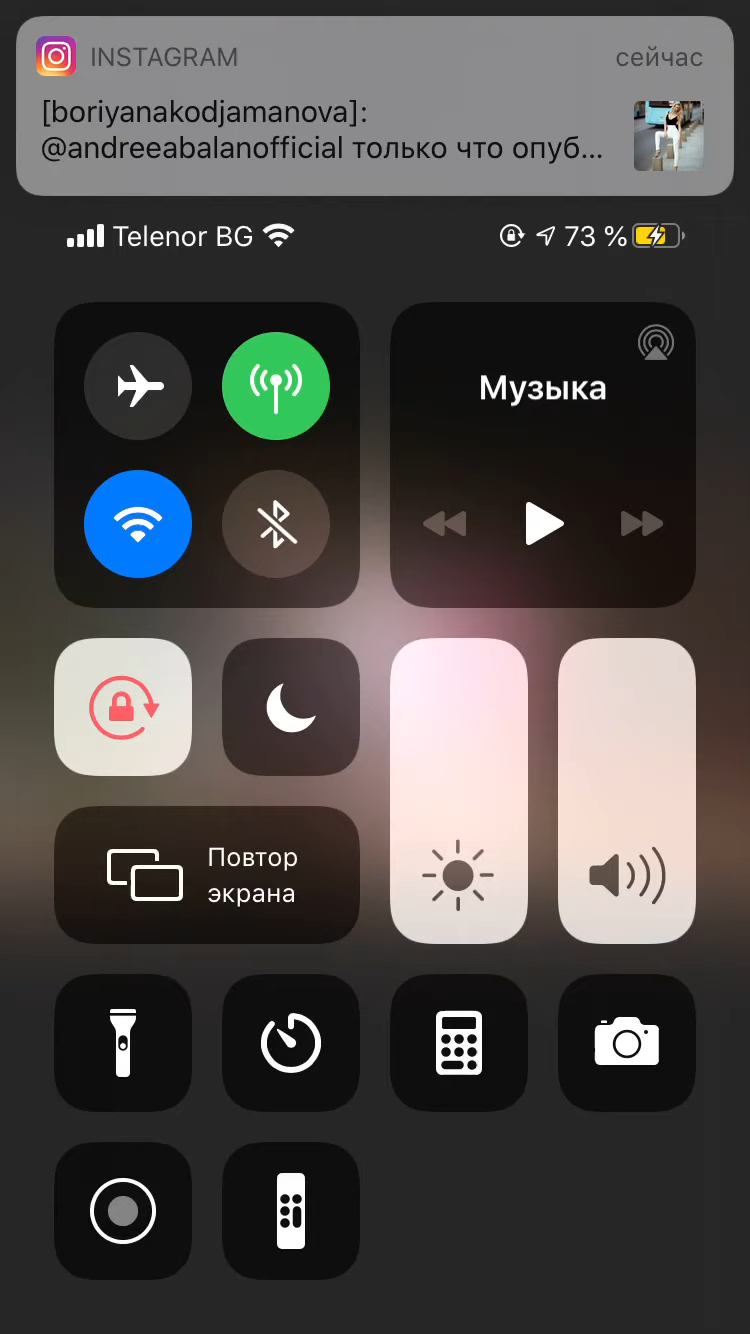 INSTAGRAM сейчас
[boriyanakodjamanova]:
@andreeabalanofficial только что опуб...
Telenor BG 73 %
Музыка
Повтор
экрана